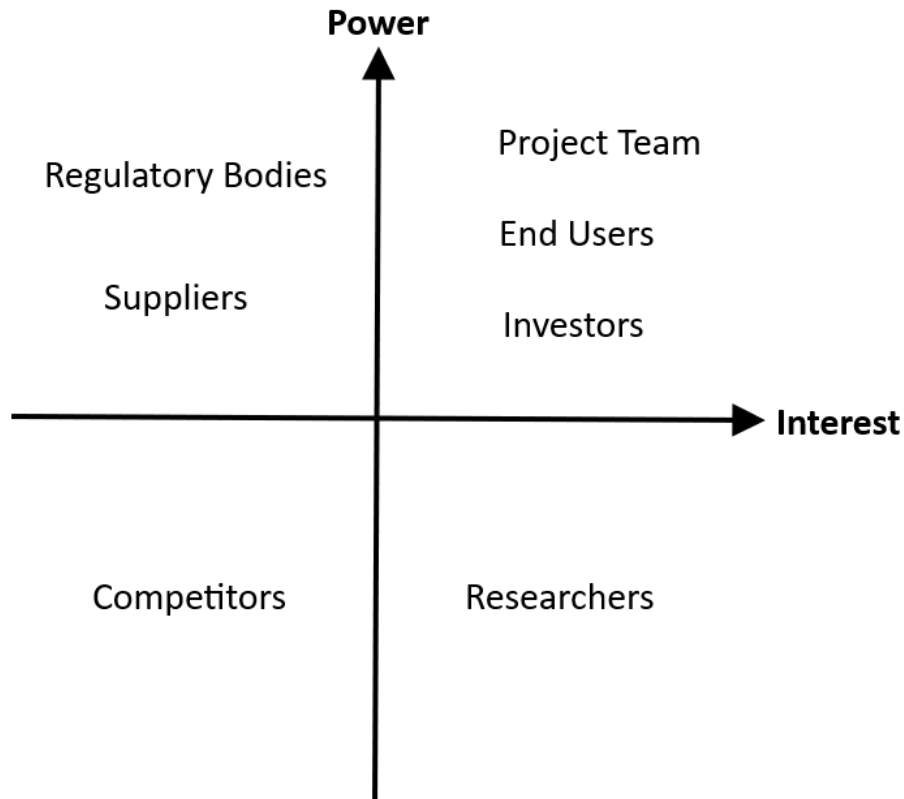 Power
Project Team
Regulatory Bodies
End Users
Suppliers
Investors
Interest
Competitors
Researchers